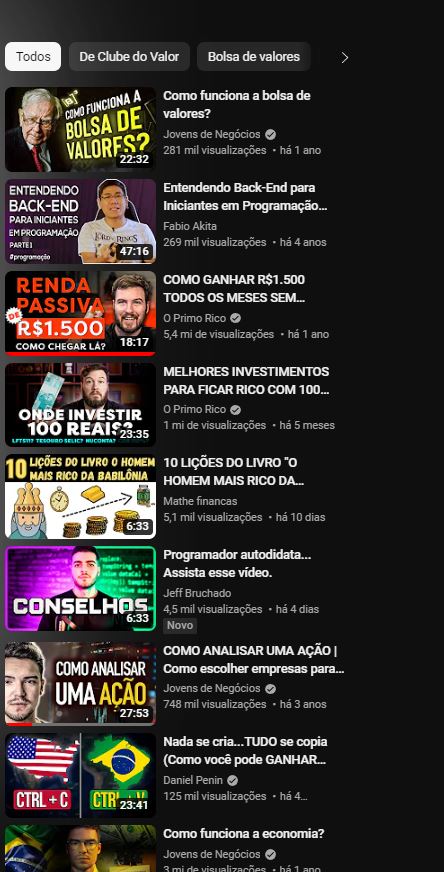 Todos
De Clube do Valor
Bolsa de valores
COMO FUNCIONA A
BOLSA DE
VALORES?
22:32
Como funciona a bolsa de
valores?
Jovens de Negócios
281 mil visualizações • há 1 ano
ENTENDENDO
BACK-END
PARA INICIANTES
EM PROGRAMAÇÃO
PARTE 1
#programação
47:16
Entendendo Back-End para
Iniciantes em Programação...
Fabio Akita
269 mil visualizações • há 4 anos
RENDA
PASSIVA
DE
R$1.500
COMO CHEGAR LÁ?
18:17
COMO GANHAR R$1.500
TODOS OS MESES SEM...
O Primo Rico
5,4 mi de visualizações • há 1 ano
ONDE INVESTIR
100 REAIS?
23:35
MELHORES INVESTIMENTOS
PARA FICAR RICO COM 100...
O Primo Rico
1 mi de visualizações • há 5 meses
10 LIÇÕES DO LIVRO O HOMEM
MAIS RICO DA BABILÔNIA
6:33
10 LIÇÕES DO LIVRO "O
HOMEM MAIS RICO DA...
Mathe financas
5,1 mil visualizações • há 10 dias
CONSELHOS
6:33
Programador autodidata...
Assista esse vídeo.
Jeff Bruchado
4,5 mil visualizações • há 4 dias
Novo
COMO ANALISAR
UMA AÇÃO
27:53
COMO ANALISAR UMA AÇÃO |
Como escolher empresas para...
Jovens de Negócios
748 mil visualizações • há 3 anos
CTRL + C
CTRL
23:41
Nada se cria...TUDO se copia
(Como você pode GANHAR...
Daniel Penin
125 mil visualizações • há 4...
Como funciona a economia?
Jovens de Negócios
3 mi de visualizações • há 1 ano